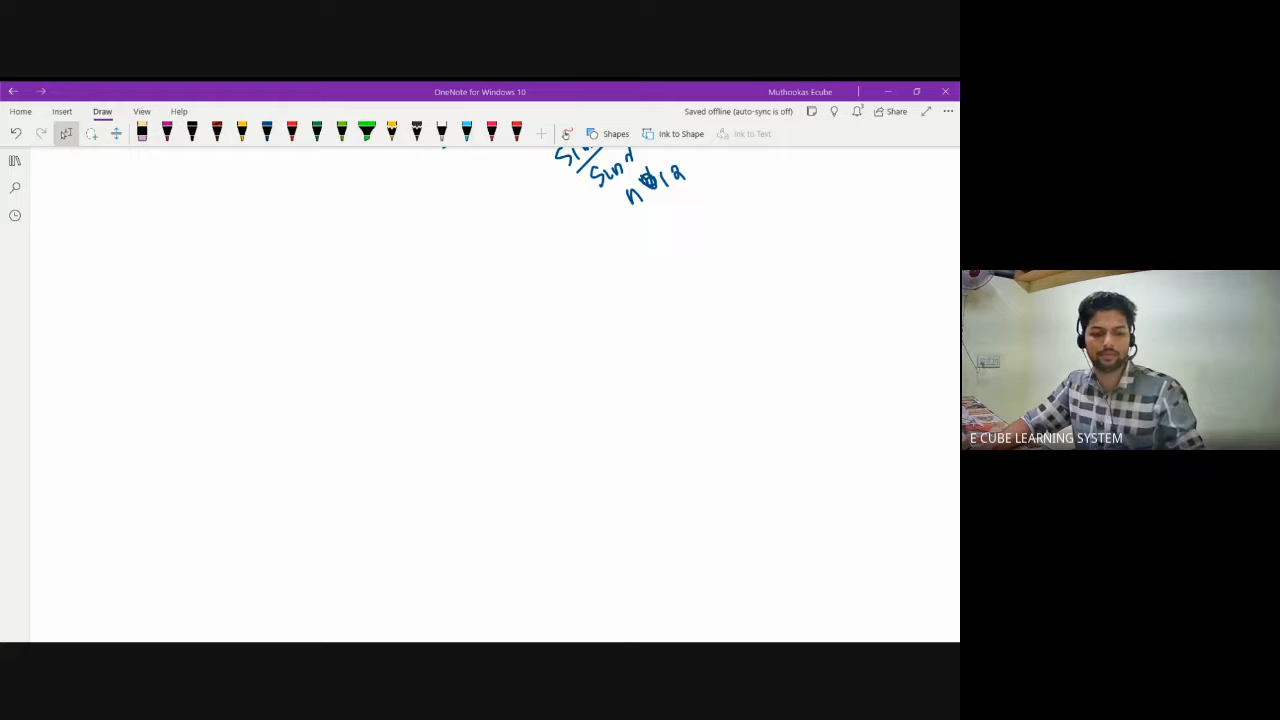 OneNote for Windows 10
Muthookas Ecube
Home Insert Draw View Help
Saved offline (auto-sync is off)
Share
Shapes
Ink to Shape
Ink to Text
Sin
E CUBE LEARNING SYSTEM